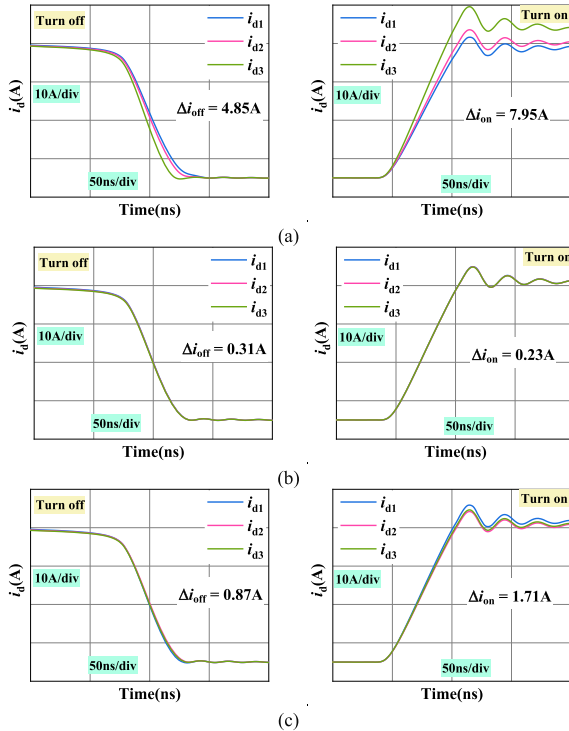 Turn off
i_d1
i_d2
i_d3
10A/div
Δi_off = 4.85A
50ns/div
i_d(A)
Time(ns)
Turn on
i_d1
i_d2
i_d3
10A/div
Δi_on = 7.95A
50ns/div
i_d(A)
Time(ns)
(a)
Turn off
i_d1
i_d2
i_d3
10A/div
Δi_off = 0.31A
50ns/div
i_d(A)
Time(ns)
Turn on
i_d1
i_d2
i_d3
10A/div
Δi_on = 0.23A
50ns/div
i_d(A)
Time(ns)
(b)
Turn off
i_d1
i_d2
i_d3
10A/div
Δi_off = 0.87A
50ns/div
i_d(A)
Time(ns)
Turn on
i_d1
i_d2
i_d3
10A/div
Δi_on = 1.71A
50ns/div
i_d(A)
Time(ns)
(c)